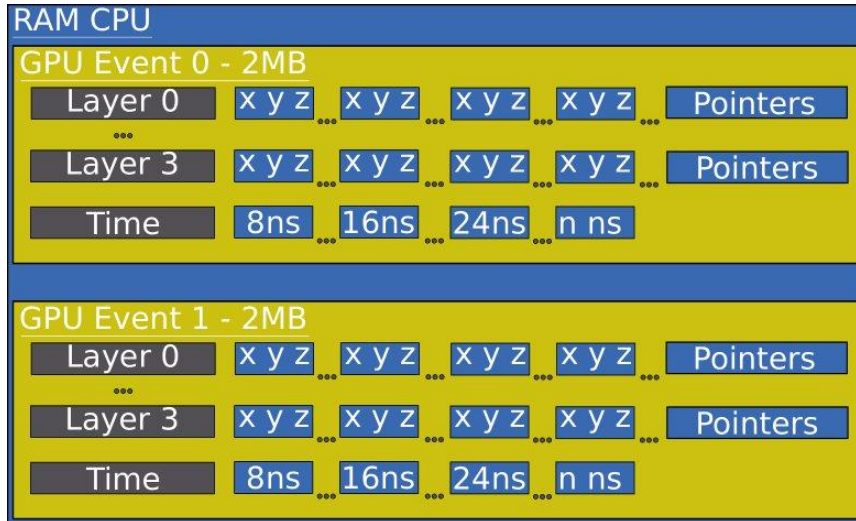 RAM CPU
GPU Event 0 - 2MB
Layer 0 x y z ... x y z ... x y z ... x y z ... Pointers
...
Layer 3 x y z ... x y z ... x y z ... x y z ... Pointers
Time 8ns ... 16ns ... 24ns ... n ns
GPU Event 1 - 2MB
Layer 0 x y z ... x y z ... x y z ... x y z ... Pointers
...
Layer 3 x y z ... x y z ... x y z ... x y z ... Pointers
Time 8ns ... 16ns ... 24ns ... n ns